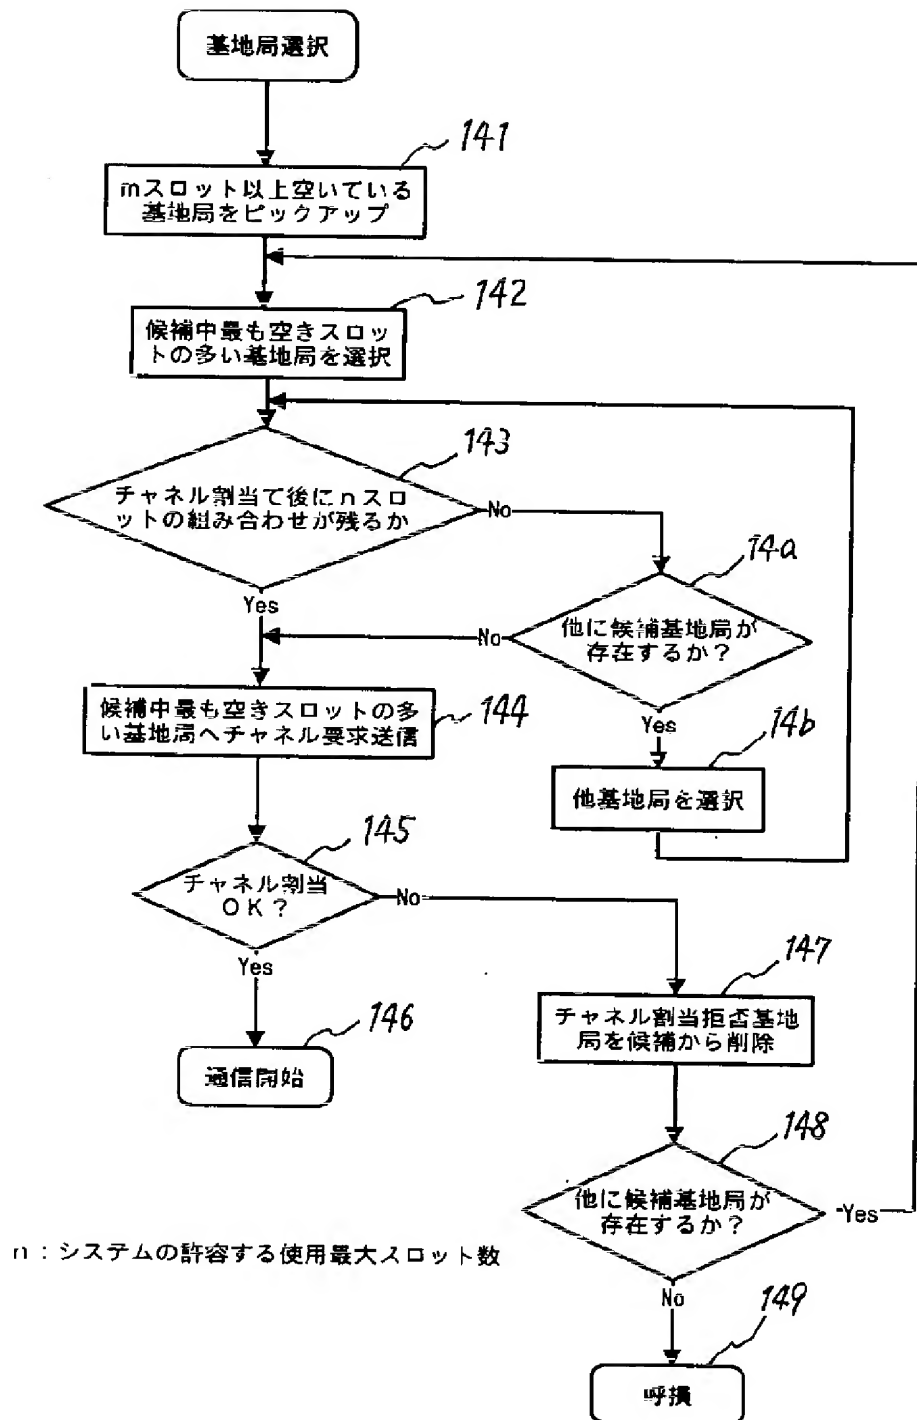 基地局選択
141
mスロット以上空いている
基地局をピックアップ
142
候補中最も空きスロッ
トの多い基地局を選択
143
チャネル割当て後にnスロ
ットの組み合わせが残るか
No
Yes
14a
他に候補基地局が
存在するか？
No
Yes
144
候補中最も空きスロットの多
い基地局へチャネル要求送信
14b
他基地局を選択
145
チャネル割当
OK？
No
Yes
146
通信開始
147
チャネル割当拒否基地
局を候補から削除
148
他に候補基地局が
存在するか？
Yes
No
n：システムの許容する使用最大スロット数
149
呼損